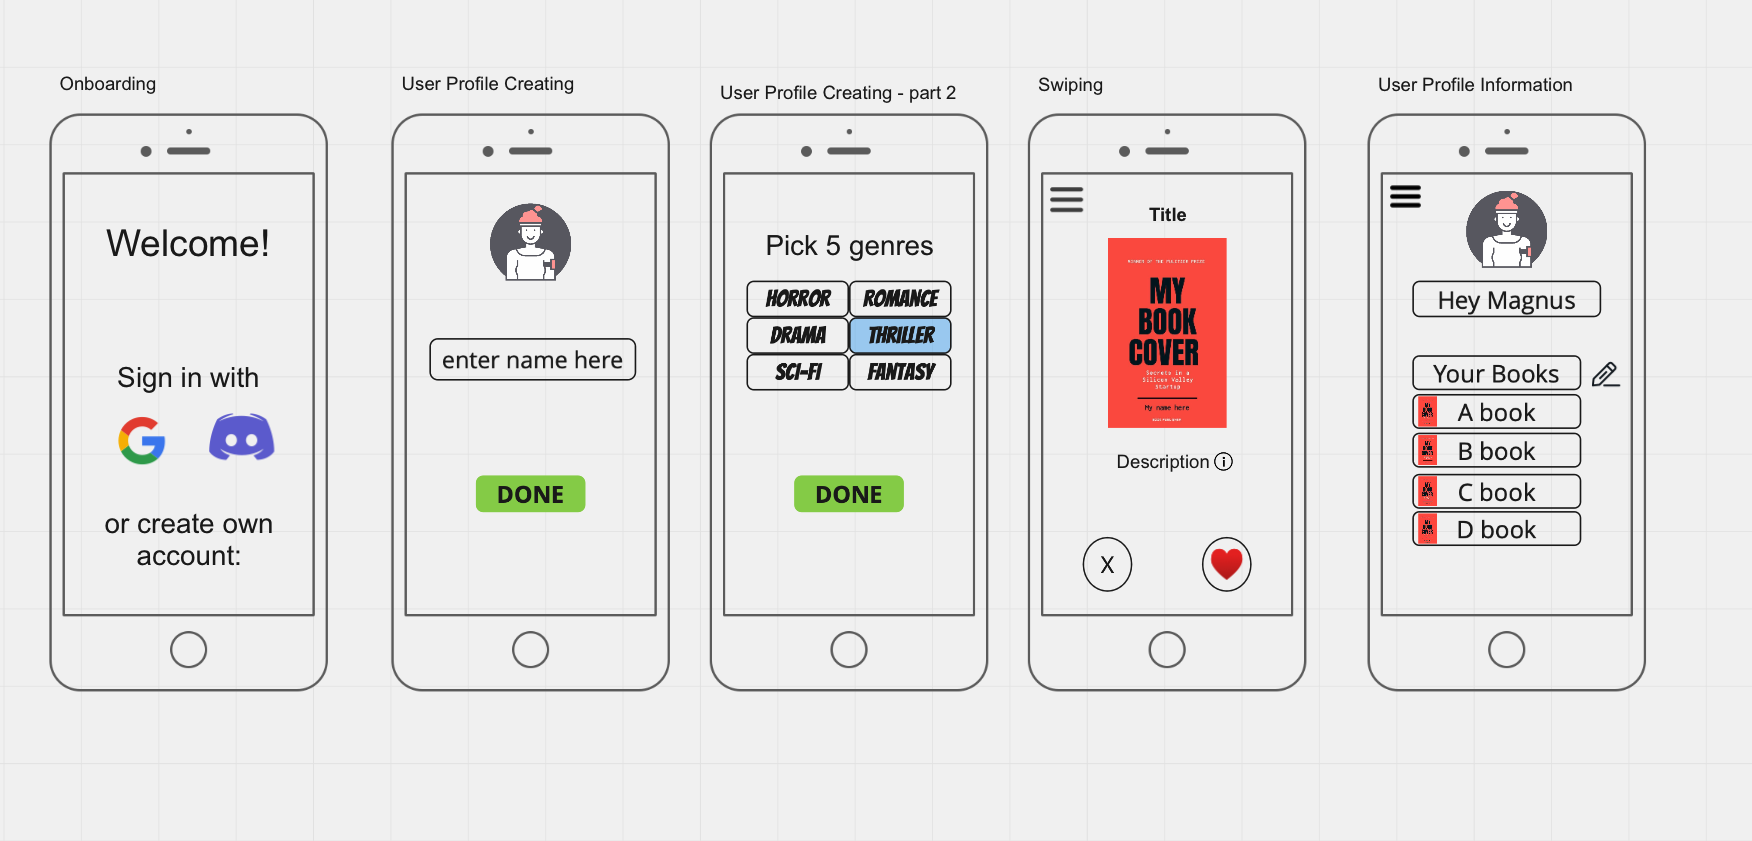 Onboarding
User Profile Creating
User Profile Creating - part 2
Swiping
User Profile Information
Welcome!
Sign in with
or create own
account:
enter name here
DONE
Pick 5 genres
HORROR ROMANCE
DRAMA THRILLER
SCI-FI FANTASY
DONE
Title
WINNER OF THE PULITZER PRIZE
MY
BOOK
COVER
Secrets in a
Silicon Valley
Startup
My name here
Description i
X
Hey Magnus
Your Books
A book
B book
C book
D book